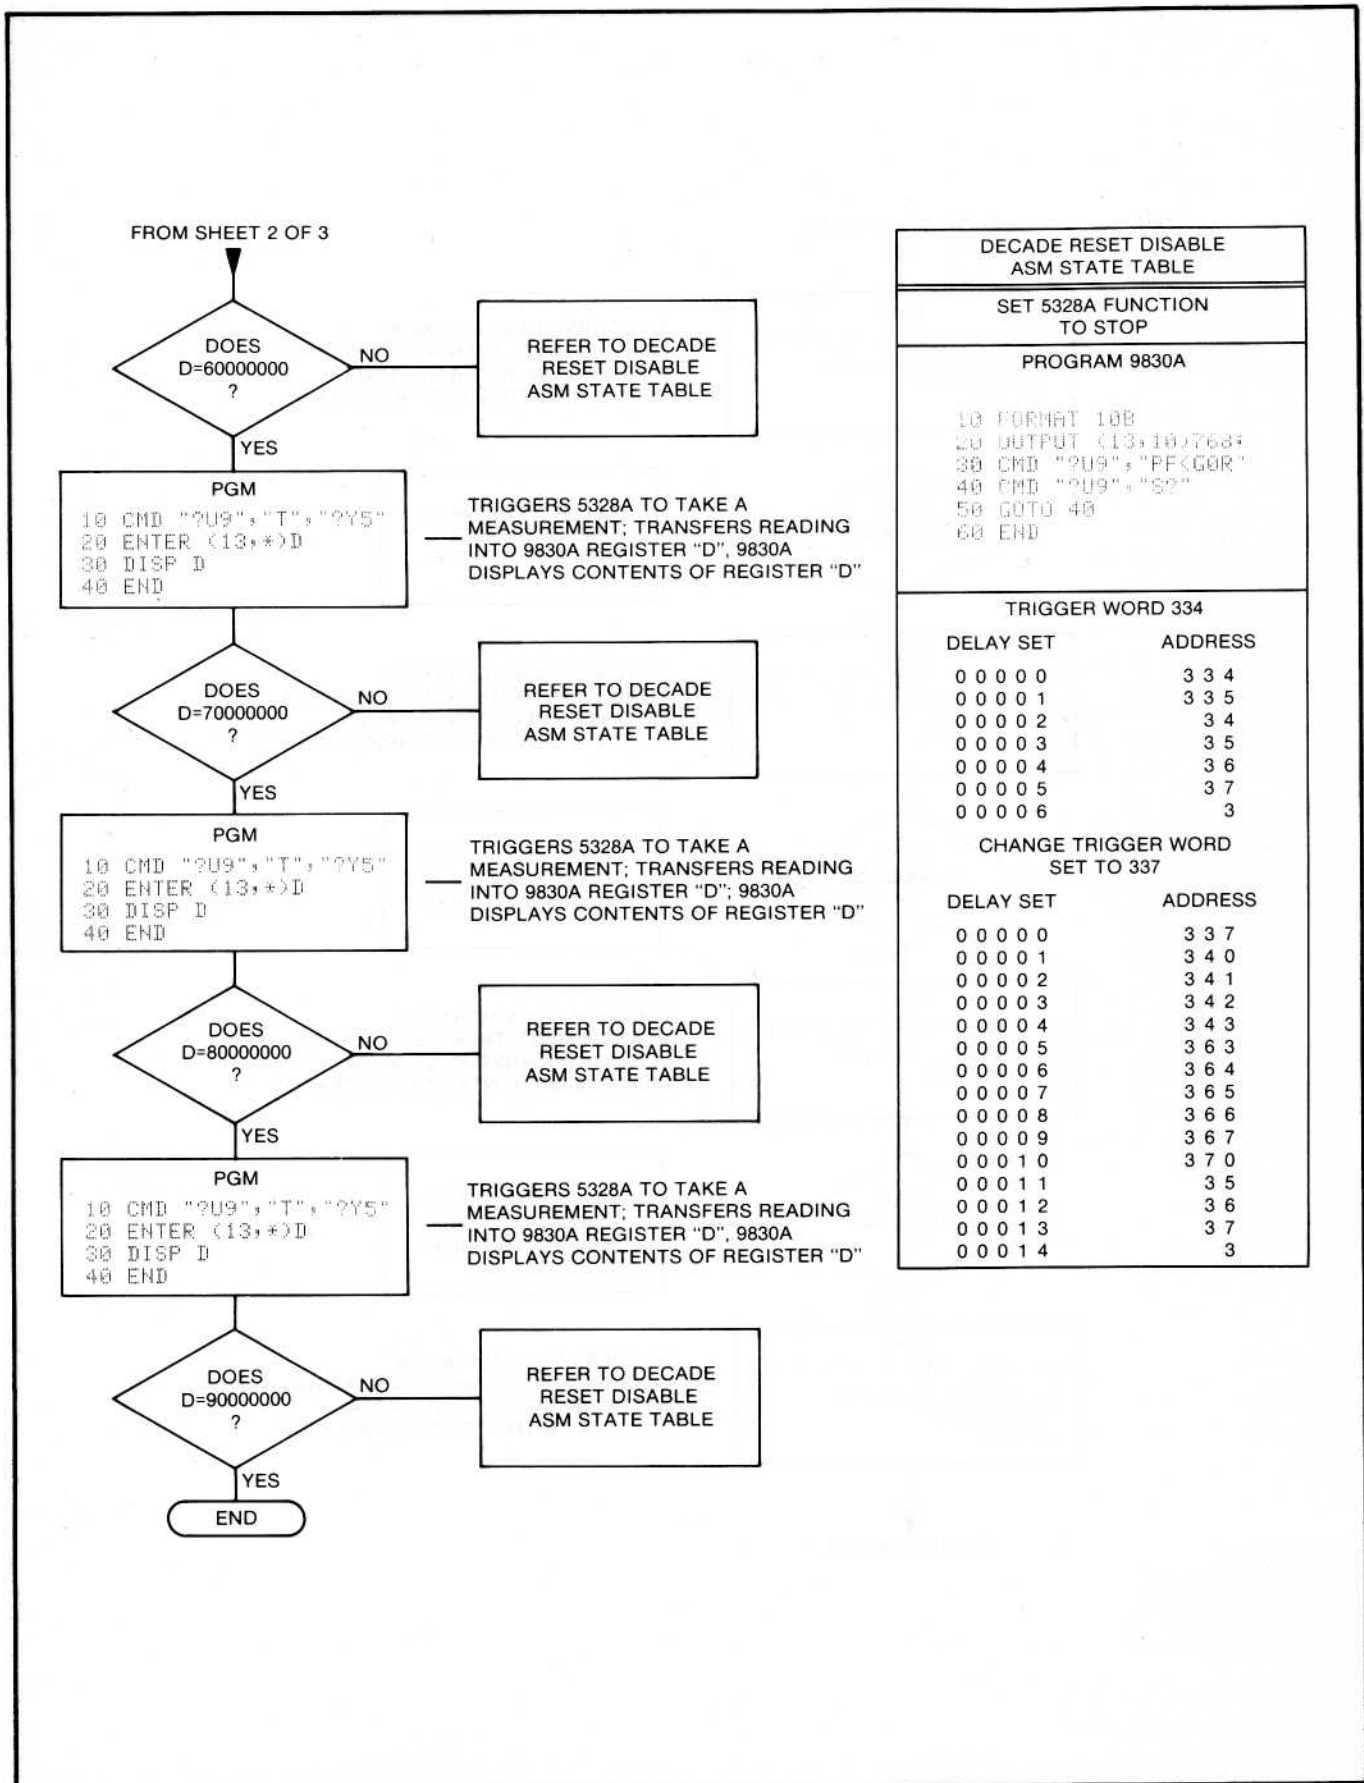 FROM SHEET 2 OF 3
DOES
D=60000000
?
NO
YES
REFER TO DECADE
RESET DISABLE
ASM STATE TABLE
PGM
10 CMD "?U9","T","?Y5"
20 ENTER (13,*)D
30 DISP D
40 END
TRIGGERS 5328A TO TAKE A
MEASUREMENT; TRANSFERS READING
INTO 9830A REGISTER “D”, 9830A
DISPLAYS CONTENTS OF REGISTER “D”
DOES
D=70000000
?
NO
YES
REFER TO DECADE
RESET DISABLE
ASM STATE TABLE
PGM
10 CMD "?U9","T","?Y5"
20 ENTER (13,*)D
30 DISP D
40 END
TRIGGERS 5328A TO TAKE A
MEASUREMENT; TRANSFERS READING
INTO 9830A REGISTER “D”; 9830A
DISPLAYS CONTENTS OF REGISTER “D”
DOES
D=80000000
?
NO
YES
REFER TO DECADE
RESET DISABLE
ASM STATE TABLE
PGM
10 CMD "?U9","T","?Y5"
20 ENTER (13,*)D
30 DISP D
40 END
TRIGGERS 5328A TO TAKE A
MEASUREMENT; TRANSFERS READING
INTO 9830A REGISTER “D”, 9830A
DISPLAYS CONTENTS OF REGISTER “D”
DOES
D=90000000
?
NO
YES
REFER TO DECADE
RESET DISABLE
ASM STATE TABLE
END
DECADE RESET DISABLE
ASM STATE TABLE
SET 5328A FUNCTION
TO STOP
PROGRAM 9830A
10 FORMAT 10B
20 OUTPUT (13,10)768;
30 CMD "?U9","PF<G0R"
40 CMD "?U9","S?"
50 GOTO 40
60 END
TRIGGER WORD 334
DELAY SET ADDRESS
0 0 0 0 0 3 3 4
0 0 0 0 1 3 3 5
0 0 0 0 2 3 4
0 0 0 0 3 3 5
0 0 0 0 4 3 6
0 0 0 0 5 3 7
0 0 0 0 6 3
CHANGE TRIGGER WORD
SET TO 337
DELAY SET ADDRESS
0 0 0 0 0 3 3 7
0 0 0 0 1 3 4 0
0 0 0 0 2 3 4 1
0 0 0 0 3 3 4 2
0 0 0 0 4 3 4 3
0 0 0 0 5 3 6 3
0 0 0 0 6 3 6 4
0 0 0 0 7 3 6 5
0 0 0 0 8 3 6 6
0 0 0 0 9 3 6 7
0 0 0 1 0 3 7 0
0 0 0 1 1 3 5
0 0 0 1 2 3 6
0 0 0 1 3 3 7
0 0 0 1 4 3